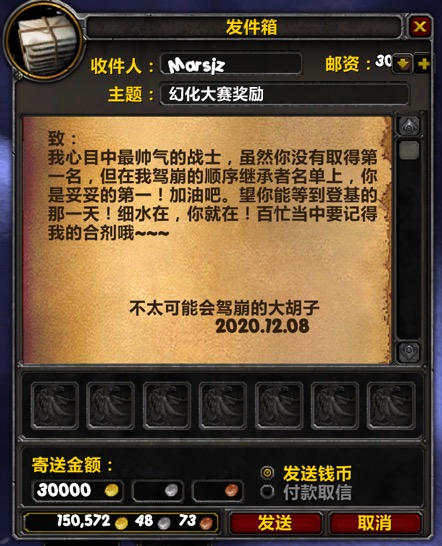 发件箱
收件人： Marsjz 邮资：30
主题： 幻化大赛奖励
致：
我心目中最帅气的战士，虽然你没有取得第
一名，但在我驾崩的顺序继承者名单上，你
是妥妥的第一！加油吧。望你能等到登基的
那一天！细水在，你就在！百忙当中要记得
我的合剂哦~~~
不太可能会驾崩的大胡子
2020.12.08
寄送金额：
30000
发送钱币
付款取信
150,572 48 73 发送 取消